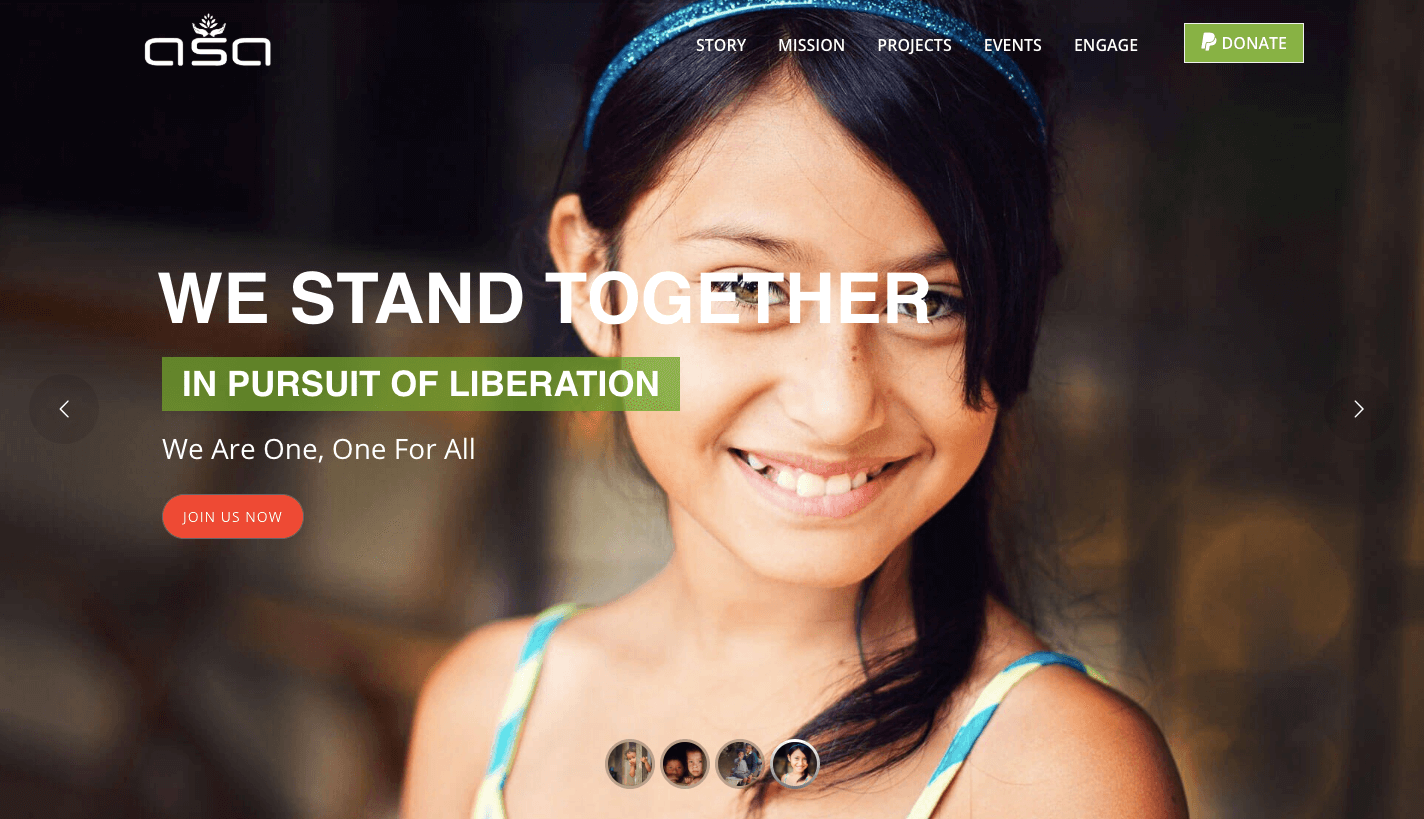 asa
STORY MISSION PROJECTS EVENTS ENGAGE DONATE
WE STAND TOGETHER
IN PURSUIT OF LIBERATION
We Are One, One For All
JOIN US NOW